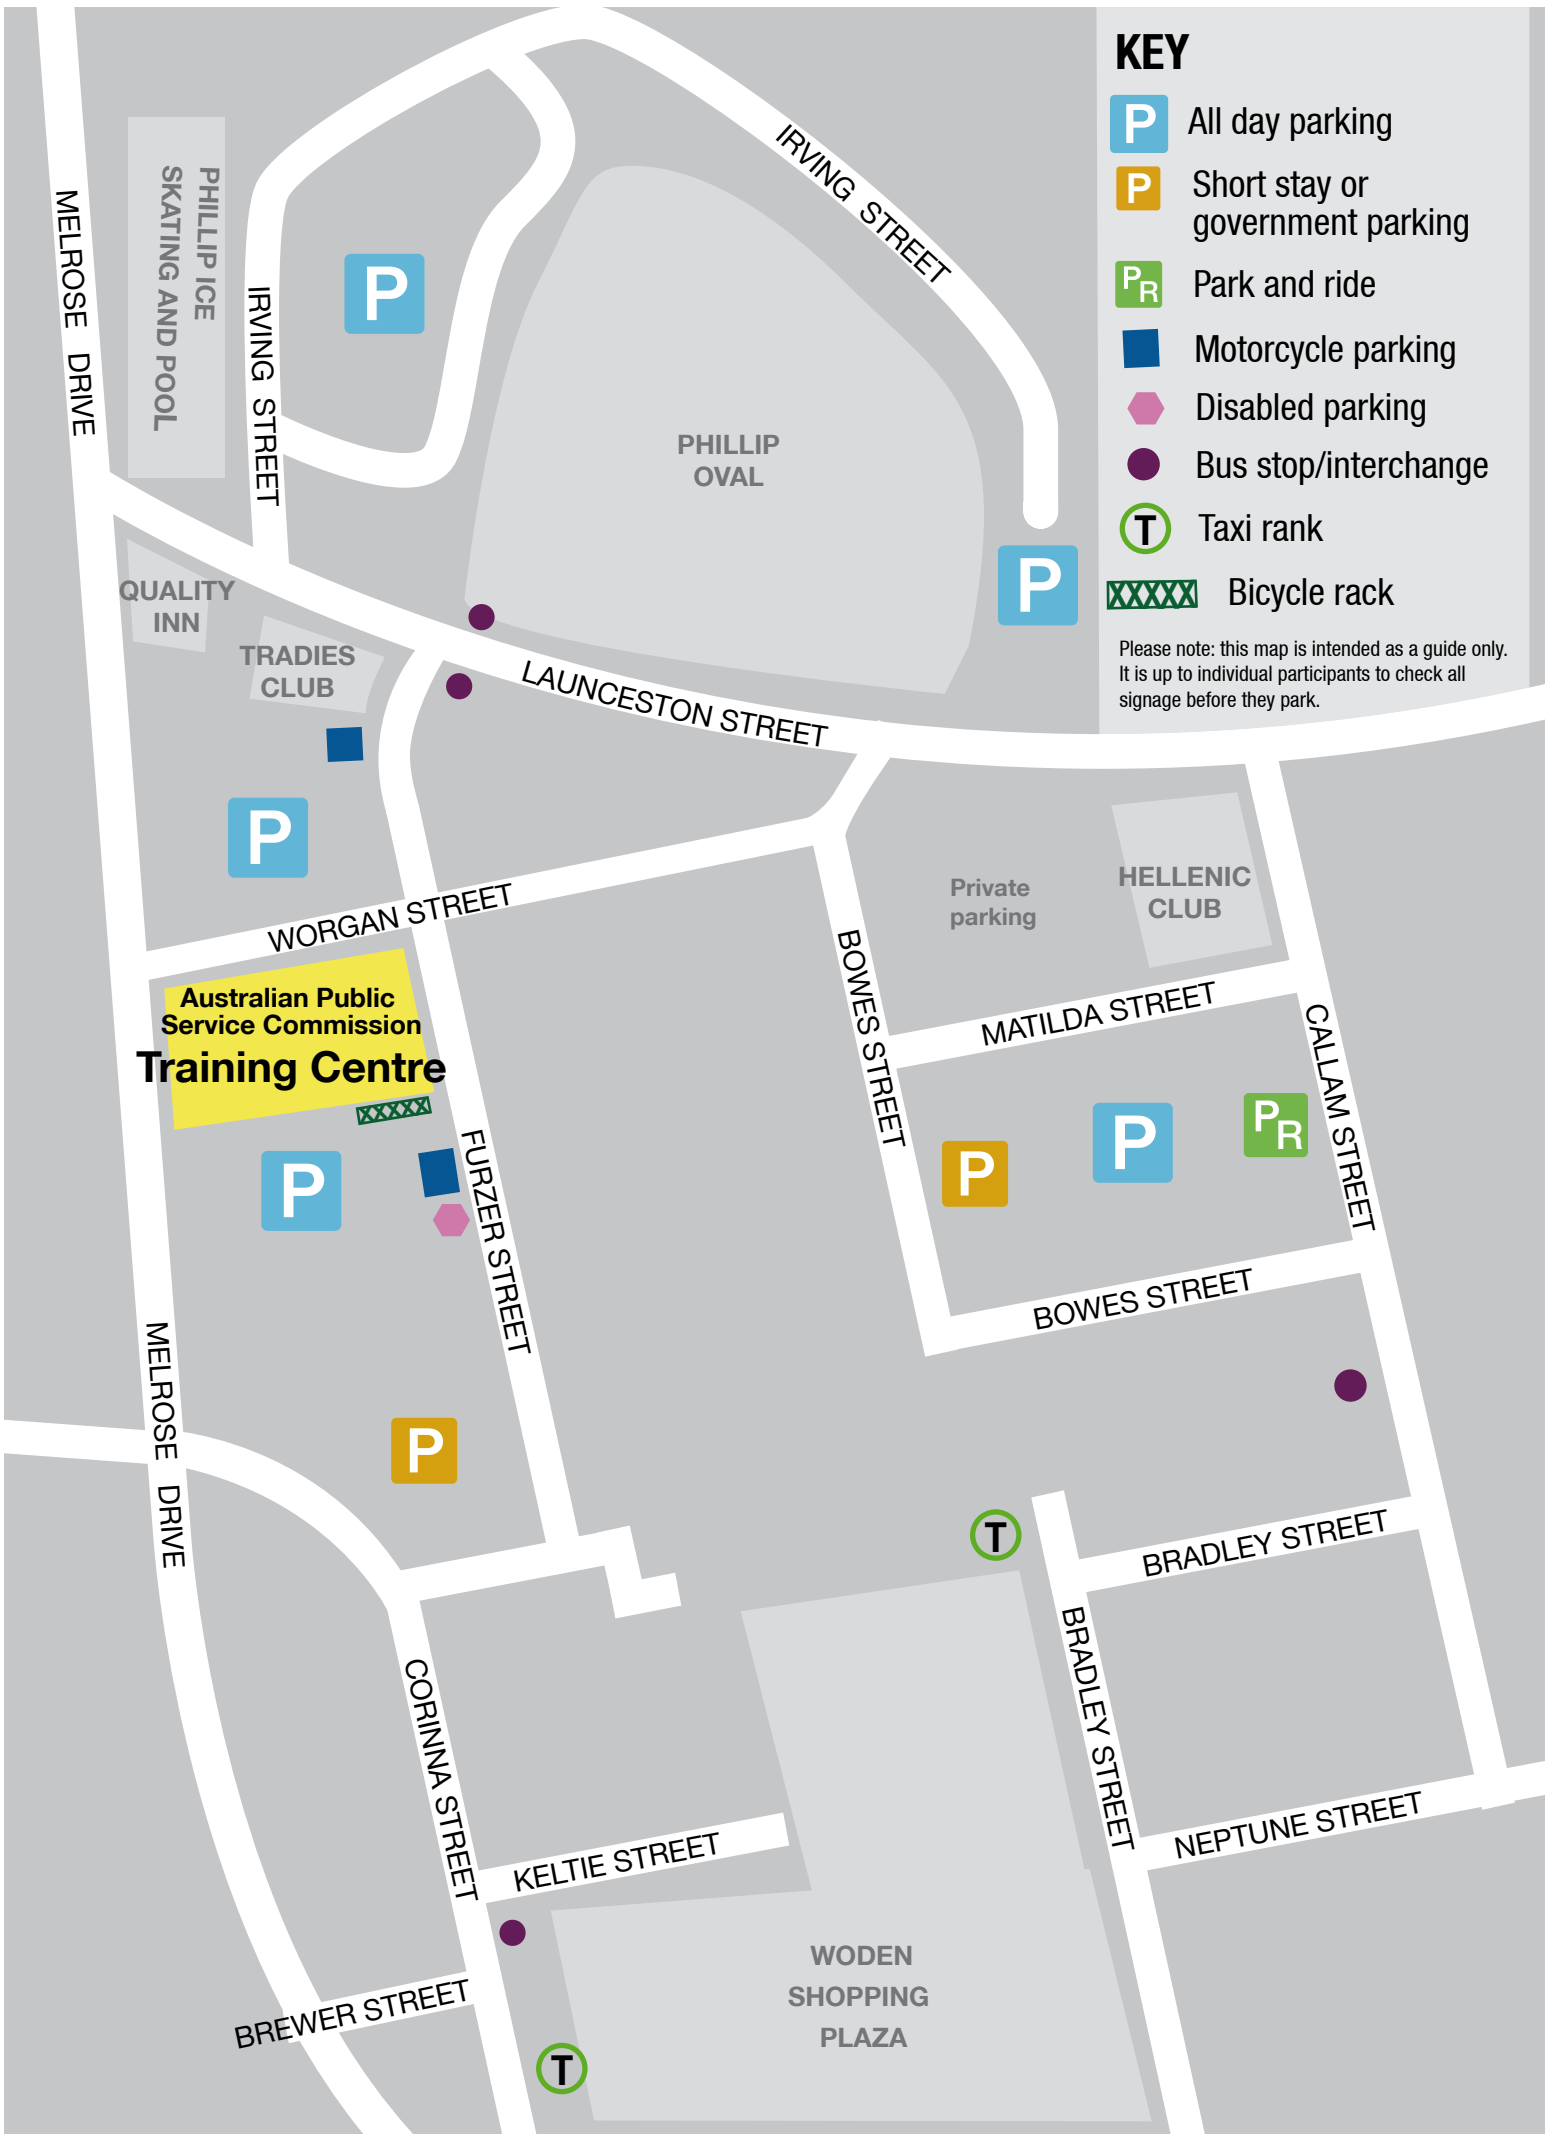 KEY
P All day parking
P Short stay or
government parking
PR Park and ride
Motorcycle parking
Disabled parking
Bus stop/interchange
T Taxi rank
Bicycle rack
Please note: this map is intended as a guide only.
It is up to individual participants to check all
signage before they park.
MELROSE DRIVE
PHILLIP ICE
SKATING AND POOL
IRVING STREET
P
IRVING STREET
PHILLIP
OVAL
P
QUALITY
INN
TRADIES
CLUB
LAUNCESTON STREET
P
WORGAN STREET
Private
parking
HELLENIC
CLUB
BOWES STREET
MATILDA STREET
CALLAM STREET
Australian Public
Service Commission
Training Centre
P
FURZER STREET
P
P
PR
BOWES STREET
MELROSE DRIVE
P
T
BRADLEY STREET
BRADLEY STREET
CORINNA STREET
KELTIE STREET
NEPTUNE STREET
WODEN
SHOPPING
PLAZA
BREWER STREET
T